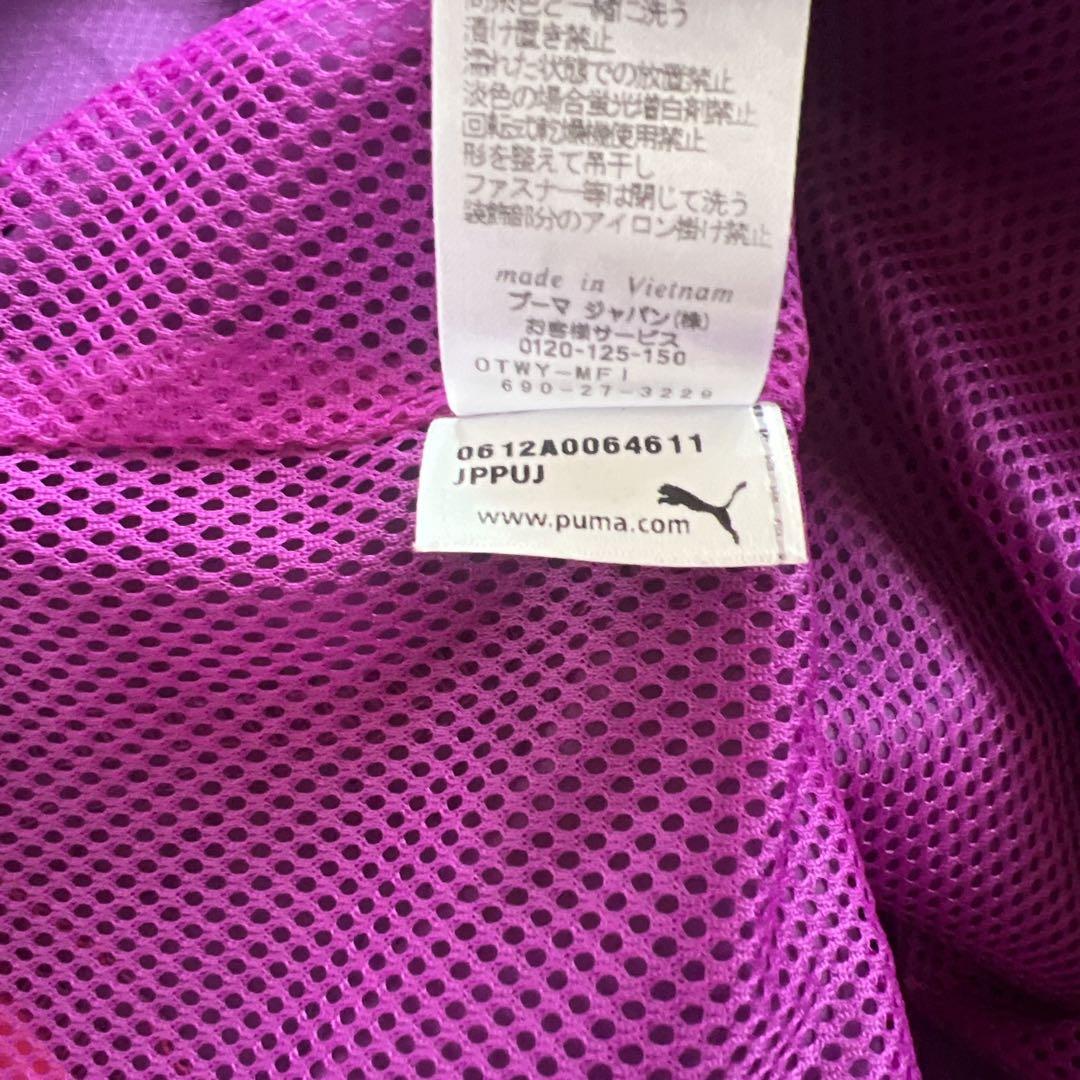 同系色と一緒に洗う
漬け置き禁止
濡れた状態での放置禁止
淡色の場合蛍光増白剤禁止
回転式乾燥機使用禁止
形を整えて吊干し
ファスナー等は閉じて洗う
装飾部分のアイロン掛け禁止
made in Vietnam
プーマ ジャパン(株)
お客様サービス
0120-125-150
OTWY-MFI
690-27-3229
0612A0064611
JPPUJ
www.puma.com